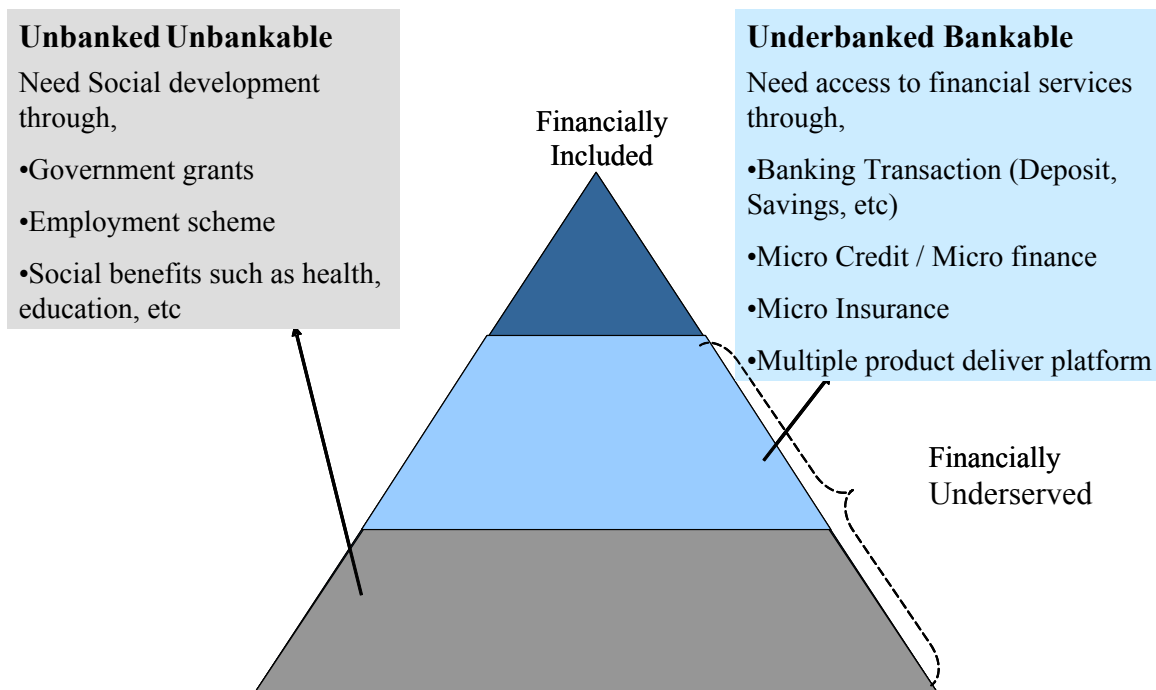 Unbanked Unbankable
Need Social development
through,
•Government grants
•Employment scheme
•Social benefits such as health,
education, etc
Financially
Included
Underbanked Bankable
Need access to financial services
through,
•Banking Transaction (Deposit,
Savings, etc)
•Micro Credit / Micro finance
•Micro Insurance
•Multiple product deliver platform
Financially
Underserved